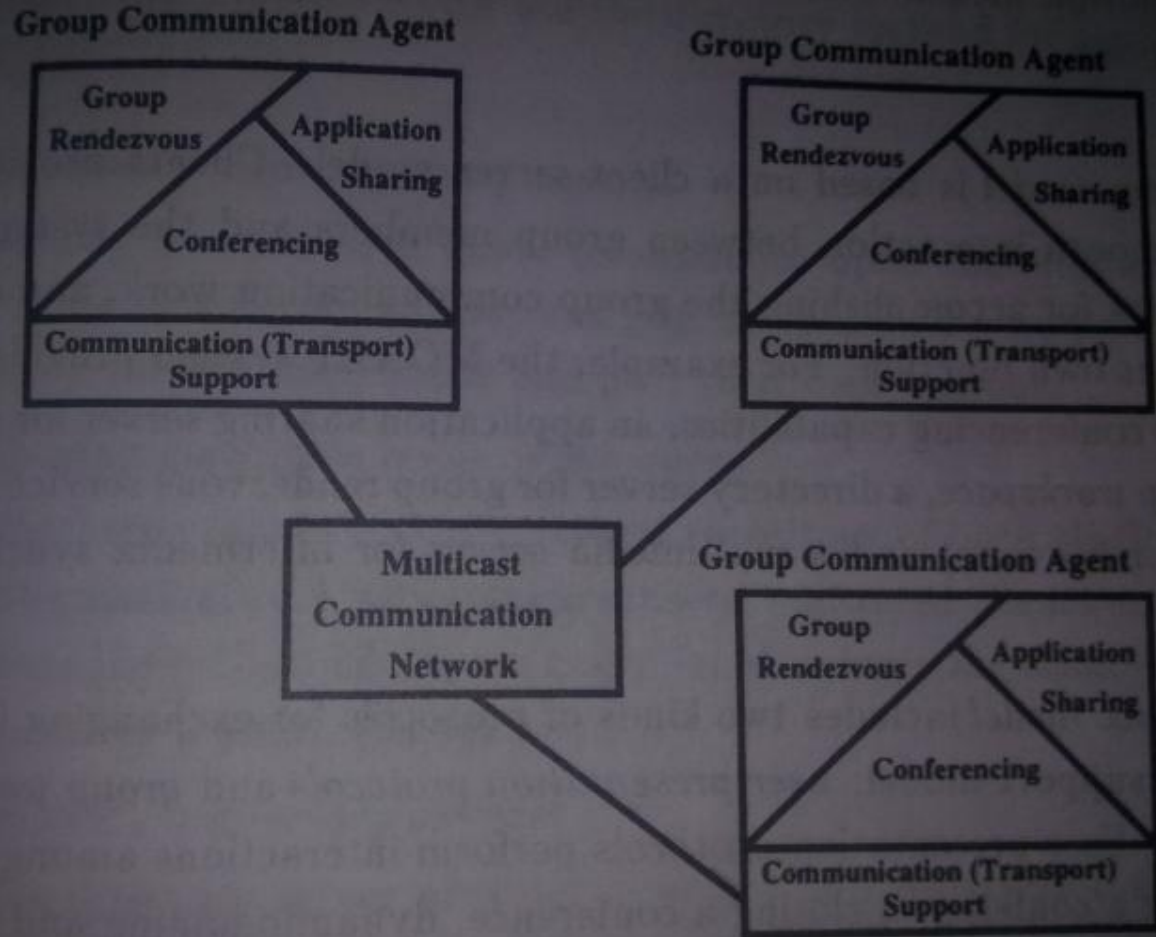 Group Communication Agent
Group
Rendezvous
Application
Sharing
Conferencing
Communication (Transport)
Support
Group Communication Agent
Group
Rendezvous
Application
Sharing
Conferencing
Communication (Transport)
Support
Multicast
Communication
Network
Group Communication Agent
Group
Rendezvous
Application
Sharing
Conferencing
Communication (Transport)
Support